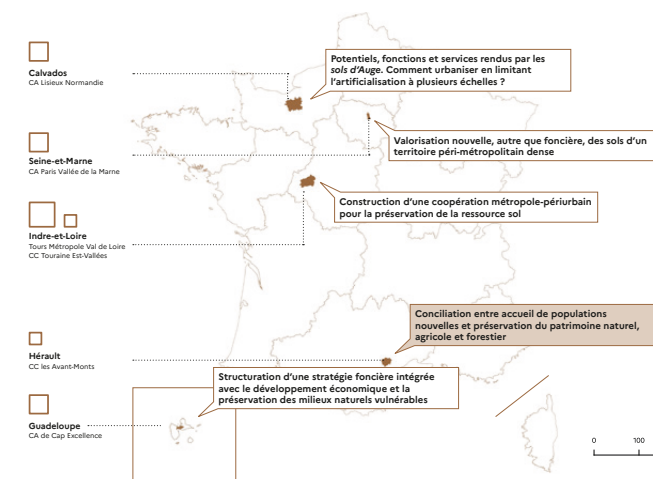 Calvados
CA Lisieux Normandie
Potentiels, fonctions et services rendus par les
sols d'Auge. Comment urbaniser en limitant
l'artificialisation à plusieurs échelles ?
Seine-et-Marne
CA Paris Vallée de la Marne
Valorisation nouvelle, autre que foncière, des sols d'un
territoire péri-métropolitain dense
Indre-et-Loire
Tours Métropole Val de Loire
CC Touraine Est-Vallées
Construction d'une coopération métropole-périurbain
pour la préservation de la ressource sol
Hérault
CC les Avant-Monts
Conciliation entre accueil de populations
nouvelles et préservation du patrimoine naturel,
agricole et forestier
Guadeloupe
CA de Cap Excellence
Structuration d'une stratégie foncière intégrée
avec le développement économique et la
préservation des milieux naturels vulnérables
0 100